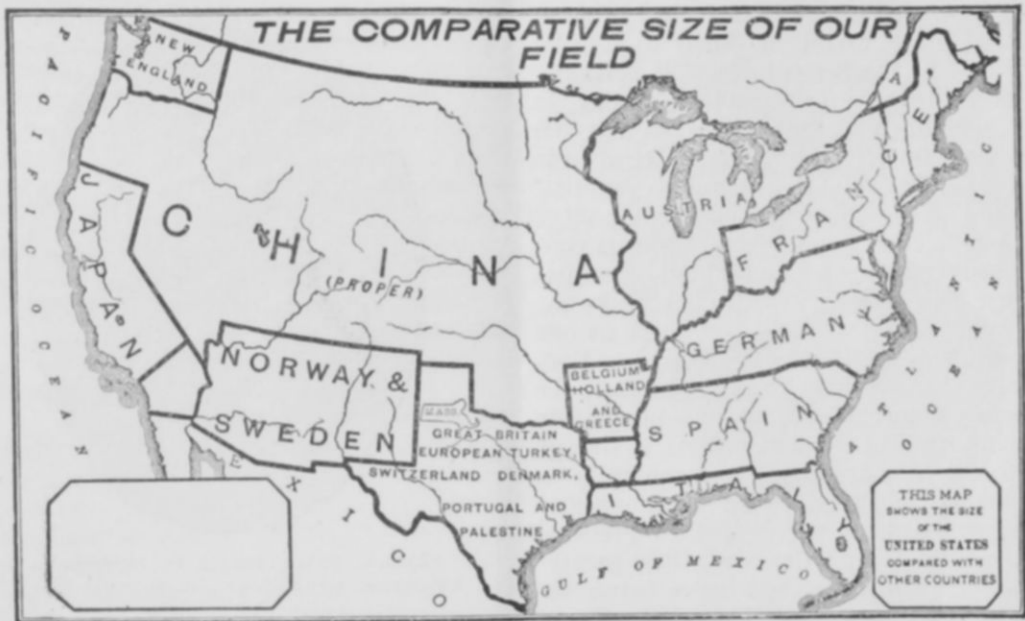 THE COMPARATIVE SIZE OF OUR
FIELD
PACIFIC OCEAN
NEW
ENGLAND
JAPAN
CHINA
(PROPER)
AUSTRIA
FRANCE
GERMANY
NORWAY &
SWEDEN
BELGIUM
HOLLAND
AND
GREECE
SPAIN
MASS.
GREAT BRITAIN
EUROPEAN TURKEY,
SWITZERLAND DENMARK,
PORTUGAL AND
PALESTINE
ITALY
MEXICO
GULF OF MEXICO
ATLANTIC
OCEAN
THIS MAP
SHOWS THE SIZE
OF THE
UNITED STATES
COMPARED WITH
OTHER COUNTRIES